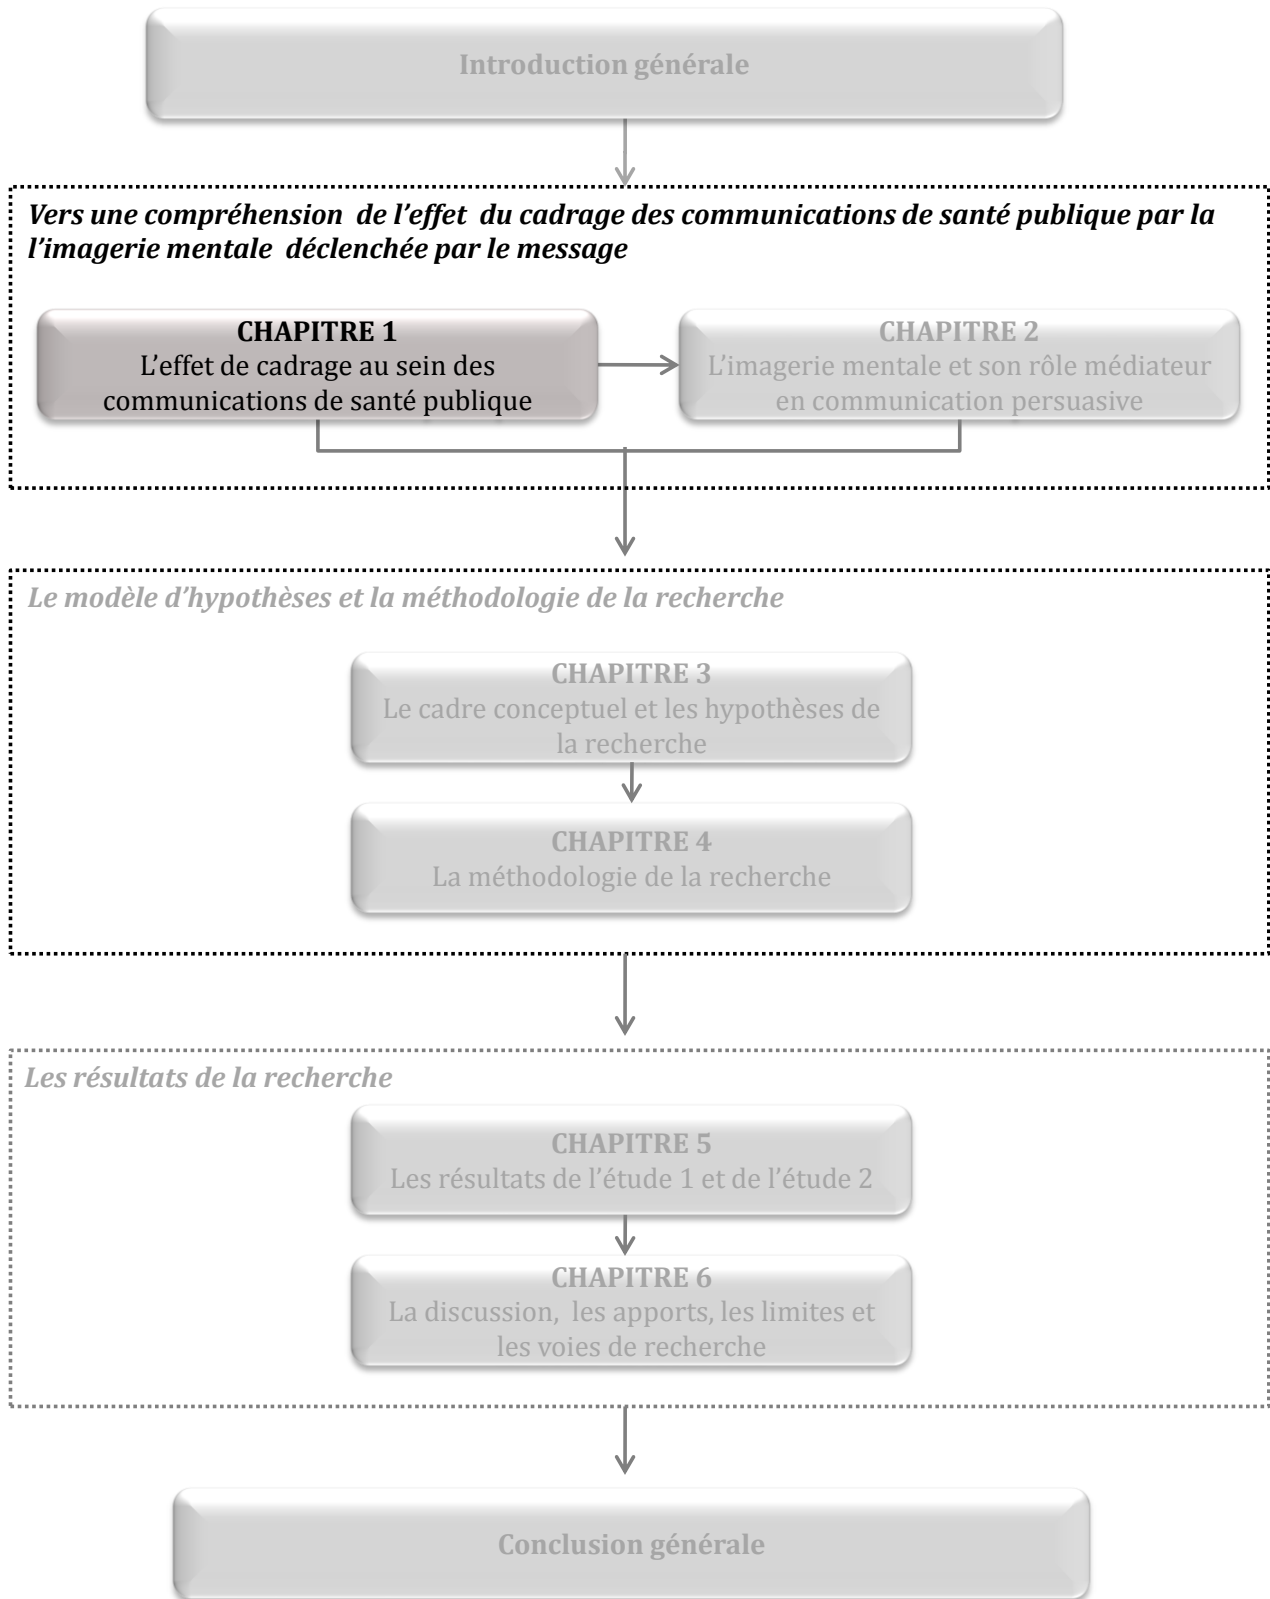 Introduction générale
Vers une compréhension de l'effet du cadrage des communications de santé publique par la
l'imagerie mentale déclenchée par le message
CHAPITRE 1
L'effet de cadrage au sein des
communications de santé publique
CHAPITRE 2
L'imagerie mentale et son rôle médiateur
en communication persuasive
Le modèle d'hypothèses et la méthodologie de la recherche
CHAPITRE 3
Le cadre conceptuel et les hypothèses de
la recherche
CHAPITRE 4
La méthodologie de la recherche
Les résultats de la recherche
CHAPITRE 5
Les résultats de l'étude 1 et de l'étude 2
CHAPITRE 6
La discussion, les apports, les limites et
les voies de recherche
Conclusion générale